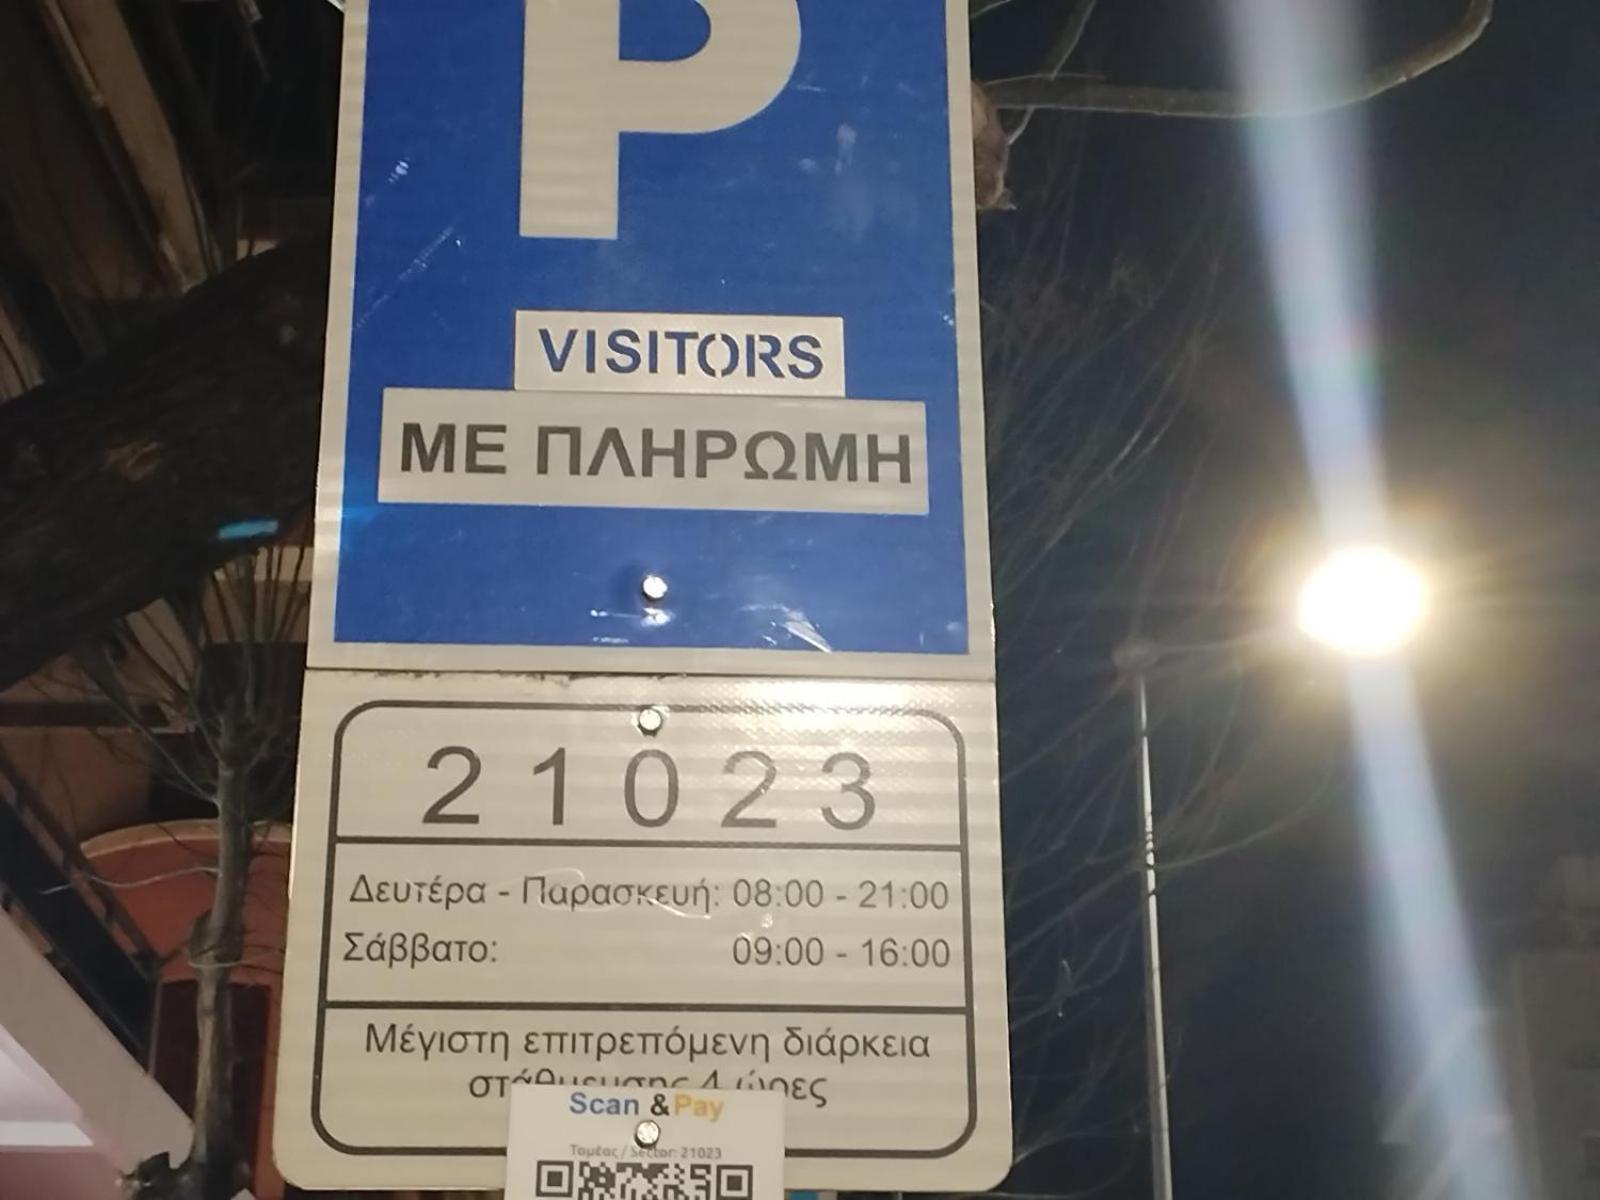 P
VISITORS
ΜΕ ΠΛΗΡΩΜΗ
21023
Δευτέρα - Παρασκευή: 08:00 - 21:00
Σάββατο: 09:00 - 16:00
Μέγιστη επιτρεπόμενη διάρκεια
στάθμευσης 4 ώρες
Scan & Pay
Τομέας / Sector: 21023